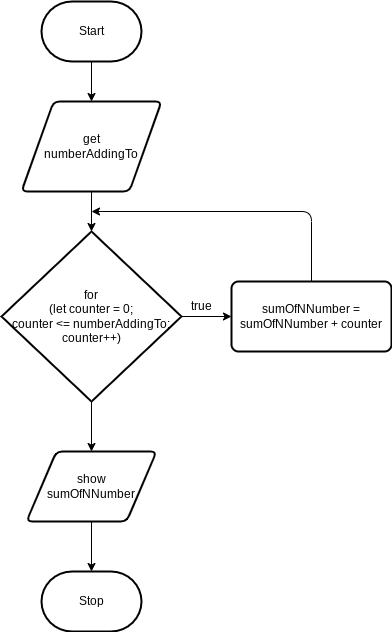 Start
get
numberAddingTo
for
(let counter = 0;
counter <= numberAddingTo;
counter++)
true
sumOfNNumber =
sumOfNNumber + counter
show
sumOfNNumber
Stop